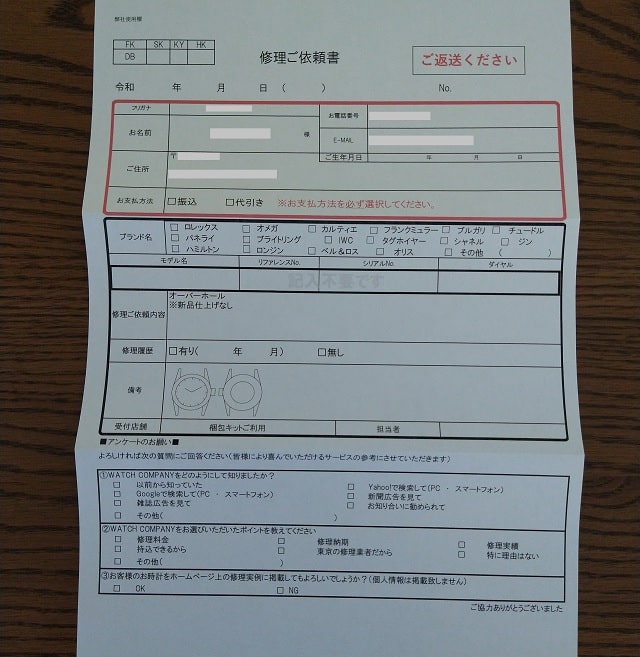 弊社使用欄
FK SK KY HK
DB
修理ご依頼書
ご返送ください
令和 年 月 日 ( ) No.
フリガナ
お電話番号
お名前 様
E-MAIL
ご生年月日 年 月 日
〒
ご住所
お支払方法 □振込 □代引き ※お支払方法を必ず選択してください。
ブランド名 □ ロレックス □ オメガ □ カルティエ □ フランクミュラー □ ブルガリ □ チュードル
□ パネライ □ ブライトリング □ IWC □ タグホイヤー □ シャネル □ ジン
□ ハミルトン □ ロンジン □ ベル&ロス □ オリス □ その他 ( )
モデル名 リファレンスNo. シリアルNo. ダイヤル
記入不要です
修理ご依頼内容 オーバーホール
※新品仕上げなし
修理履歴 □有り( 年 月) □無し
備考
受付店舗 梱包キットご利用 担当者
■アンケートのお願い■
よろしければ次の質問にご回答ください(皆様により喜んでいただけるサービスの参考にさせていただきます)
①WATCH COMPANYをどのようにして知りましたか?
□ 以前から知っていた □ Yahoo!で検索して(PC ・ スマートフォン)
□ Googleで検索して(PC ・ スマートフォン) □ 新聞広告を見て
□ 雑誌広告を見て □ お知り合いに勧められて
□ その他( )
②WATCH COMPANYをお選びいただいたポイントを教えてください
□ 修理料金 □ 修理納期 □ 修理実績
□ 持込できるから □ 東京の修理業者だから □ 特に理由はない
□ その他( )
③お客様のお時計をホームページ上の修理実例に掲載してもよろしいでしょうか?(個人情報は掲載致しません)
□ OK □ NG
ご協力ありがとうございました